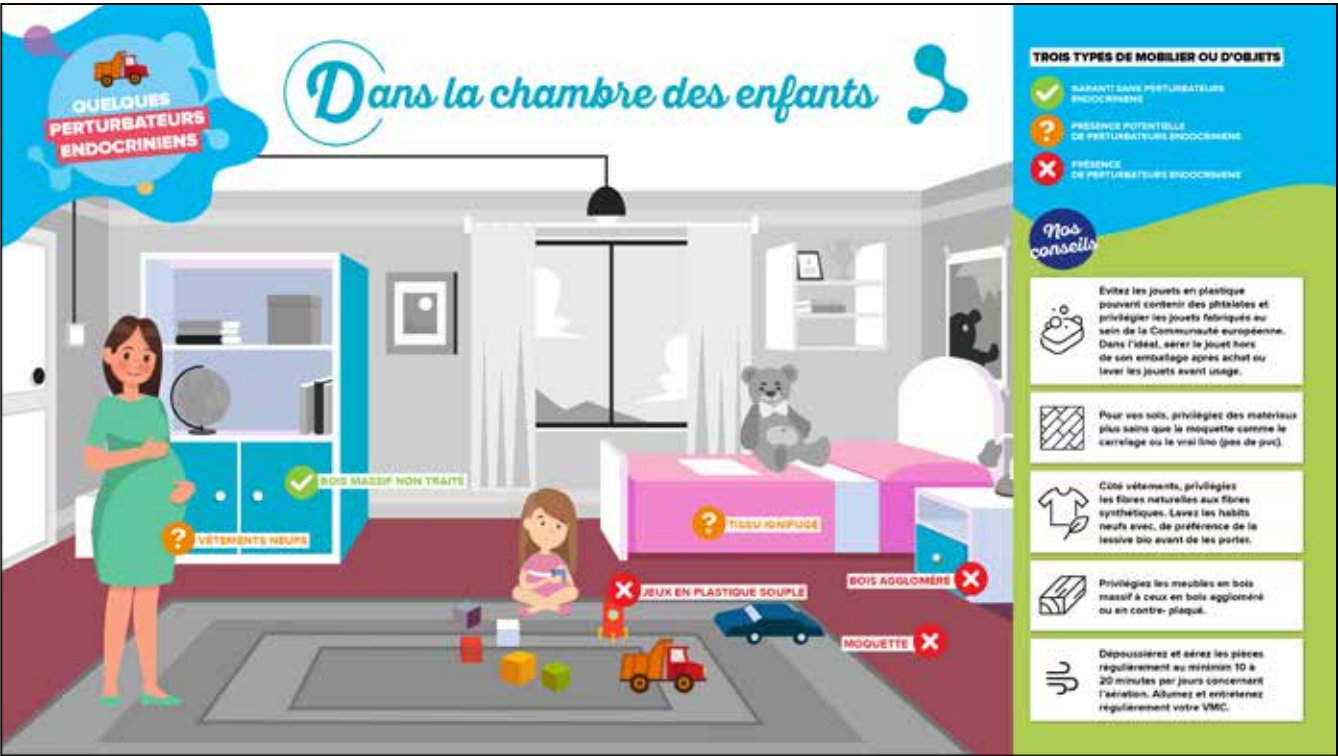 QUELQUES
PERTURBATEURS
ENDOCRINIENS
Dans la chambre des enfants
BOIS MASSIF NON TRAITÉ
VÊTEMENTS NEUFS
TISSU IGNIFUGÉ
JEUX EN PLASTIQUE SOUPLE
BOIS AGGLOMÉRÉ
MOQUETTE
TROIS TYPES DE MOBILIER OU D'OBJETS
GARANTI SANS PERTURBATEURS
ENDOCRINIENS
PRÉSENCE POTENTIELLE
DE PERTURBATEURS ENDOCRINIENS
PRÉSENCE
DE PERTURBATEURS ENDOCRINIENS
Nos
conseils
Evitez les jouets en plastique
pouvant contenir des phtalates et
privilégier les jouets fabriqués au
sein de la Communauté européenne.
Dans l'idéal, aérer le jouet hors
de son emballage après achat ou
laver les jouets avant usage.
Pour vos sols, privilégiez des matériaux
plus sains que la moquette comme le
carrelage ou le vrai lino (pas de pvc).
Côté vêtements, privilégiez
les fibres naturelles aux fibres
synthétiques. Lavez les habits
neufs avec, de préférence de la
lessive bio avant de les porter.
Privilégiez les meubles en bois
massif à ceux en bois aggloméré
ou en contre- plaqué.
Dépoussiérez et aérez les pièces
régulièrement au minimim 10 à
20 minutes par jours concernant
l'aération. Allumez et entretenez
régulièrement votre VMC.